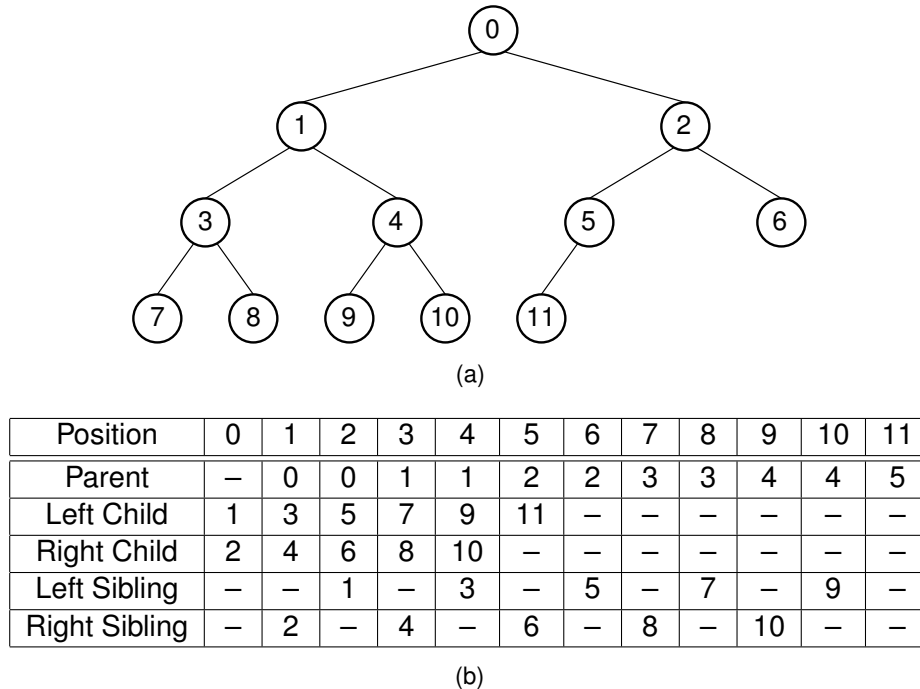 0
1 2
3 4 5 6
7 8 9 10 11
(a)
Position 0 1 2 3 4 5 6 7 8 9 10 11
Parent – 0 0 1 1 2 2 3 3 4 4 5
Left Child 1 3 5 7 9 11 – – – – – –
Right Child 2 4 6 8 10 – – – – – – –
Left Sibling – – 1 – 3 – 5 – 7 – 9 –
Right Sibling – 2 – 4 – 6 – 8 – 10 – –
(b)